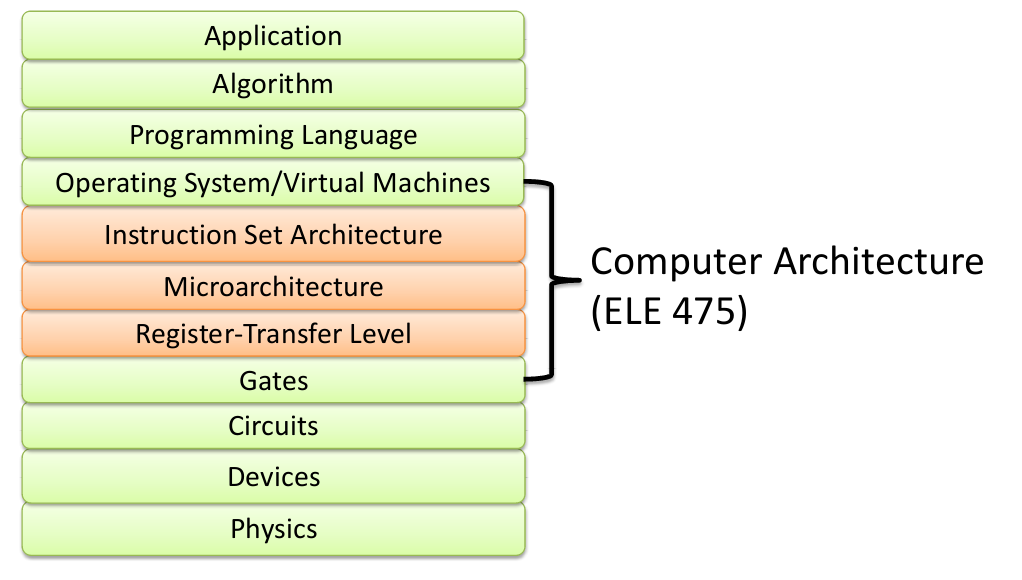 Application
Algorithm
Programming Language
Operating System/Virtual Machines
Instruction Set Architecture
Microarchitecture
Register-Transfer Level
Gates
Circuits
Devices
Physics
Computer Architecture
(ELE 475)